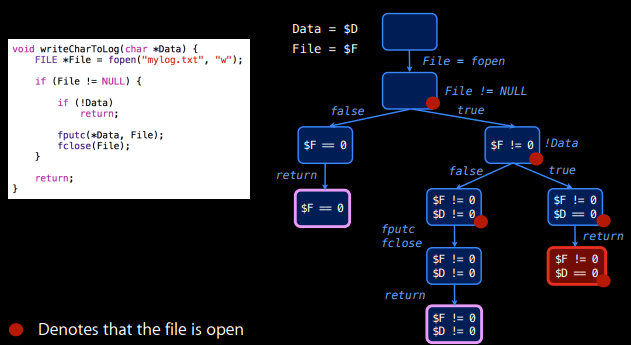 void writeCharToLog(char *Data) {
FILE *File = fopen("mylog.txt", "w");
if (File != NULL) {
if (!Data)
return;
fputc(*Data, File);
fclose(File);
}
return;
}
Data = $D
File = $F
File = fopen
File != NULL
false
true
$F == 0
$F != 0
!Data
return
false
true
$F == 0
$F != 0
$D != 0
$F != 0
$D == 0
fputc
fclose
return
$F != 0
$D != 0
$F != 0
$D == 0
return
$F != 0
$D != 0
Denotes that the file is open